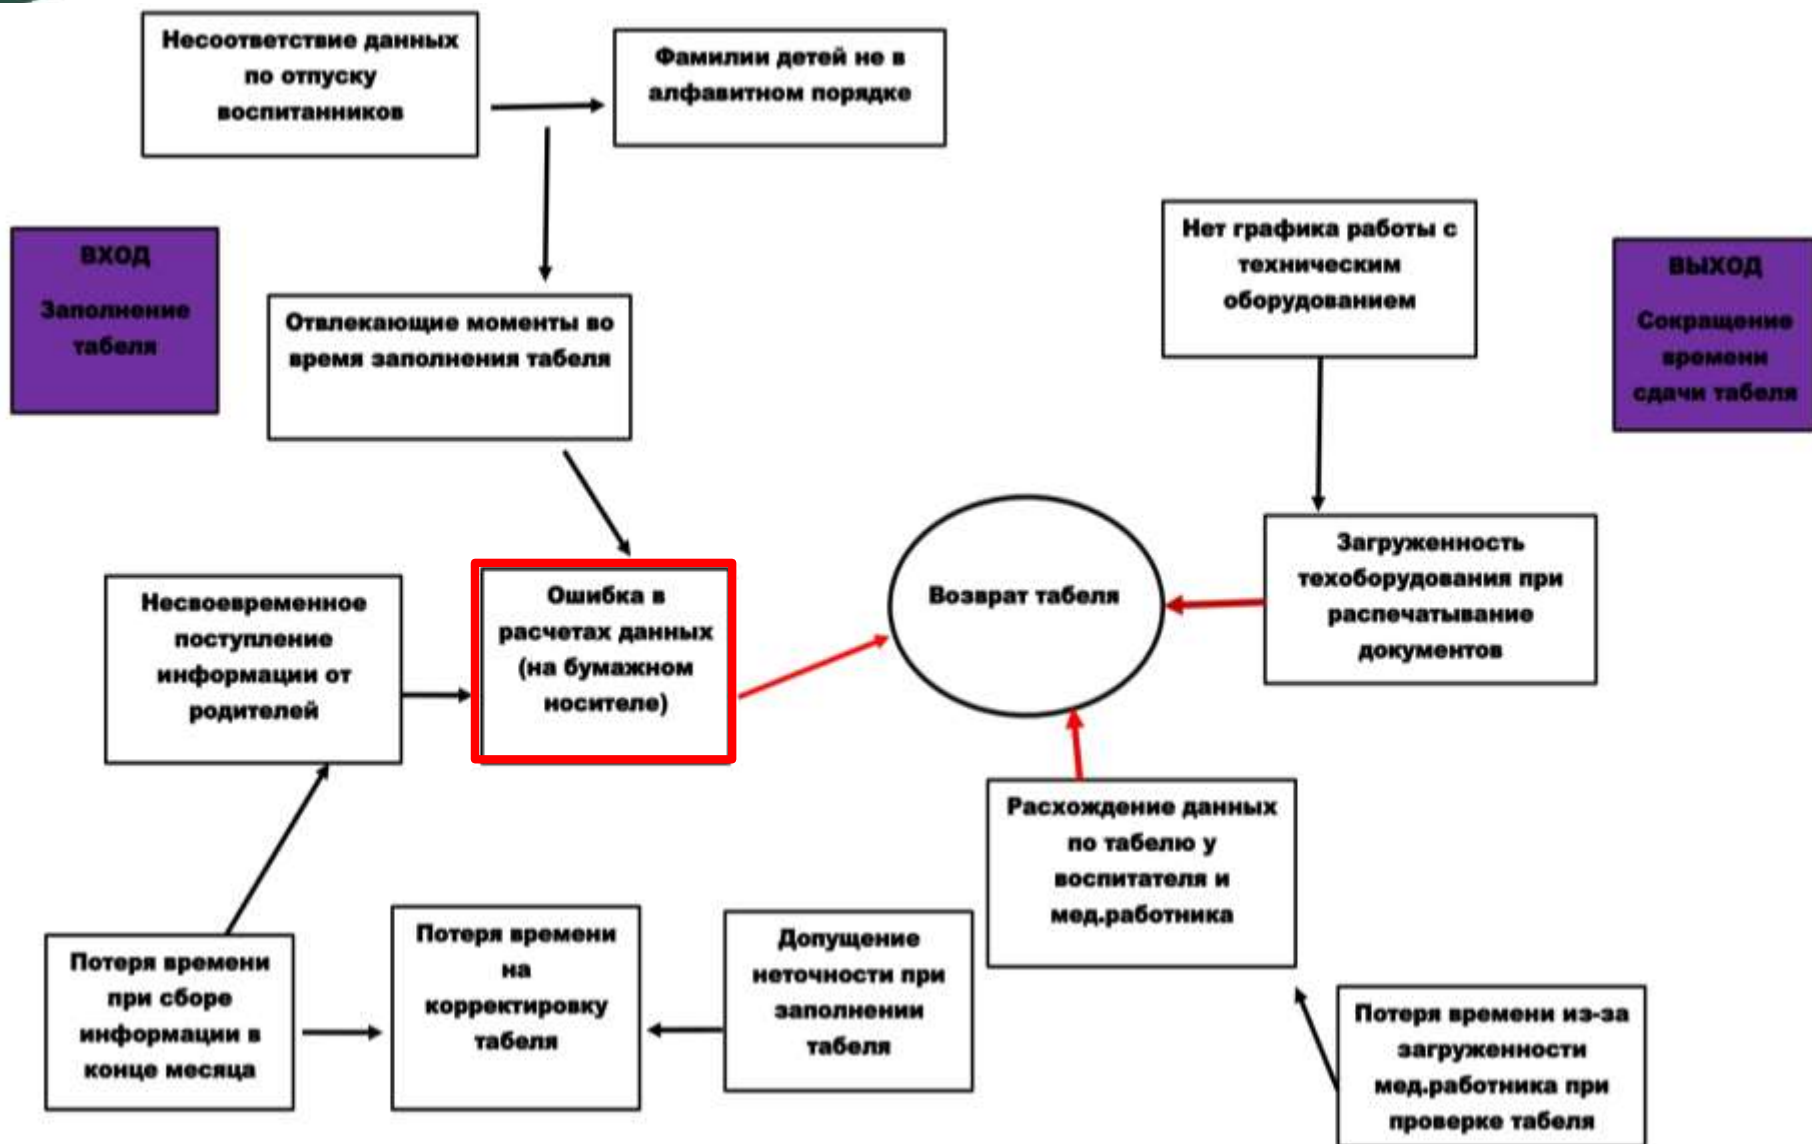 Несоответствие данных
по отпуску
воспитанников
Фамилии детей не в
алфавитном порядке
ВХОД
Заполнение
табеля
Отвлекающие моменты во
время заполнения табеля
Нет графика работы с
техническим
оборудованием
ВЫХОД
Сокращение
времени
сдачи табеля
Несвоевременное
поступление
информации от
родителей
Ошибка в
расчетах данных
(на бумажном
носителе)
Возврат табеля
Загруженность
техоборудования при
распечатывание
документов
Расхождение данных
по табелю у
воспитателя и
мед.работника
Потеря времени
при сборе
информации в
конце месяца
Потеря времени
на
корректировку
табеля
Допущение
неточности при
заполнении
табеля
Потеря времени из-за
загруженности
мед.работника при
проверке табеля